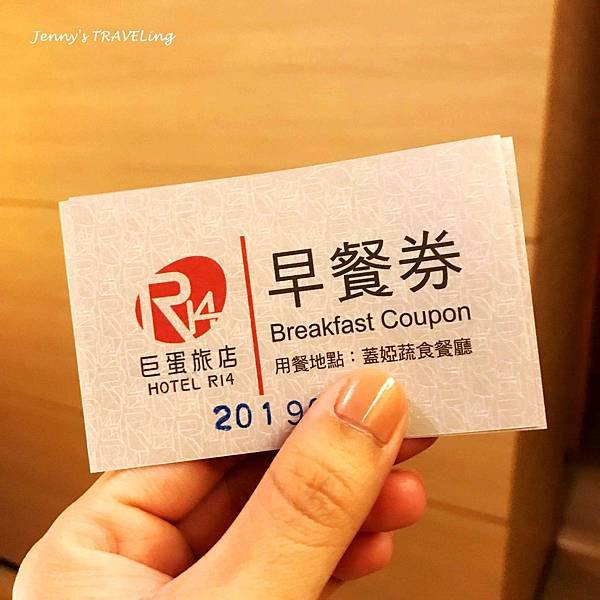 Jenny's TRAVELing
R14
巨蛋旅店
HOTEL R14
早餐券
Breakfast Coupon
用餐地點：蓋婭蔬食餐廳
2019